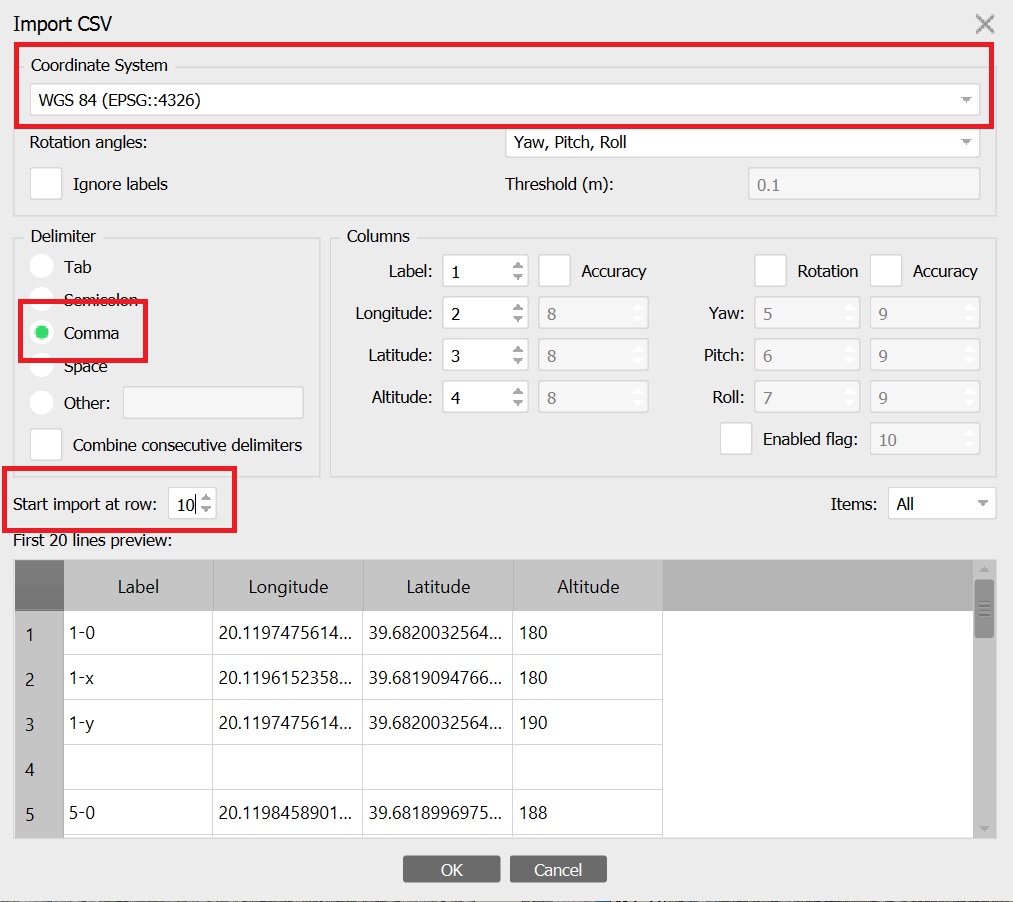 Import CSV
Coordinate System
WGS 84 (EPSG::4326)
Rotation angles: Yaw, Pitch, Roll
Ignore labels Threshold (m): 0.1
Delimiter
Tab
Semicolon
Comma
Space
Other:
Combine consecutive delimiters
Columns
Label: 1 Accuracy Rotation Accuracy
Longitude: 2 8 Yaw: 5 9
Latitude: 3 8 Pitch: 6 9
Altitude: 4 8 Roll: 7 9
Enabled flag: 10
Start import at row: 10 Items: All
First 20 lines preview:
Label Longitude Latitude Altitude
1 1-0 20.1197475614... 39.6820032564... 180
2 1-x 20.1196152358... 39.6819094766... 180
3 1-y 20.1197475614... 39.6820032564... 190
4
5 5-0 20.1198458901... 39.6818996975... 188
OK Cancel